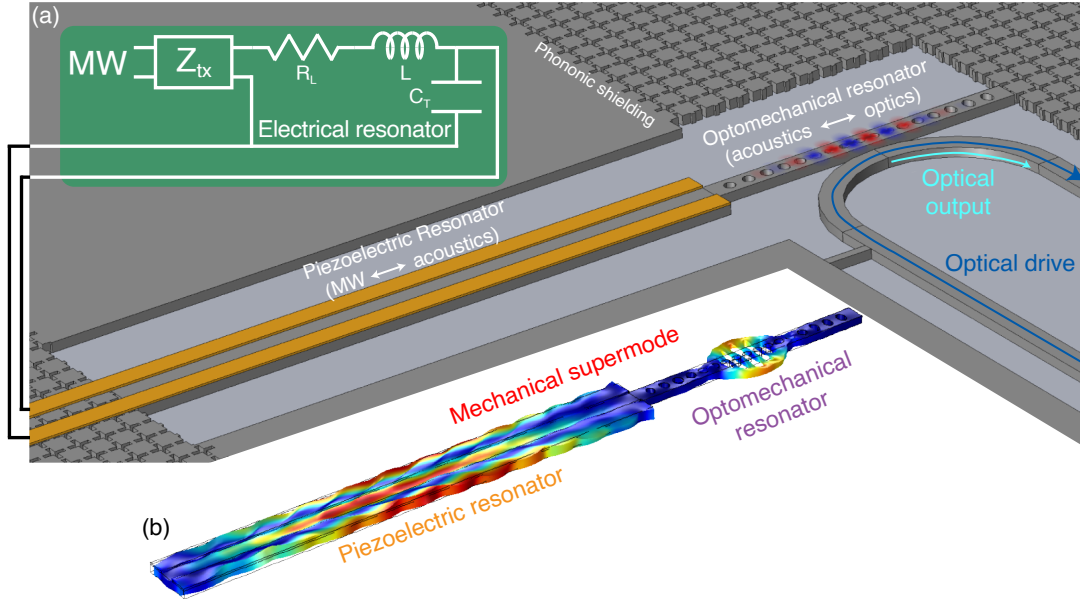 (a)
MW
Z_tx
R_L
L
C_T
Electrical resonator
Phononic shielding
Optomechanical resonator
(acoustics ⟷ optics)
Piezoelectric Resonator
(MW ⟷ acoustics)
Optical
output
Optical drive
Mechanical supermode
Optomechanical
resonator
Piezoelectric resonator
(b)